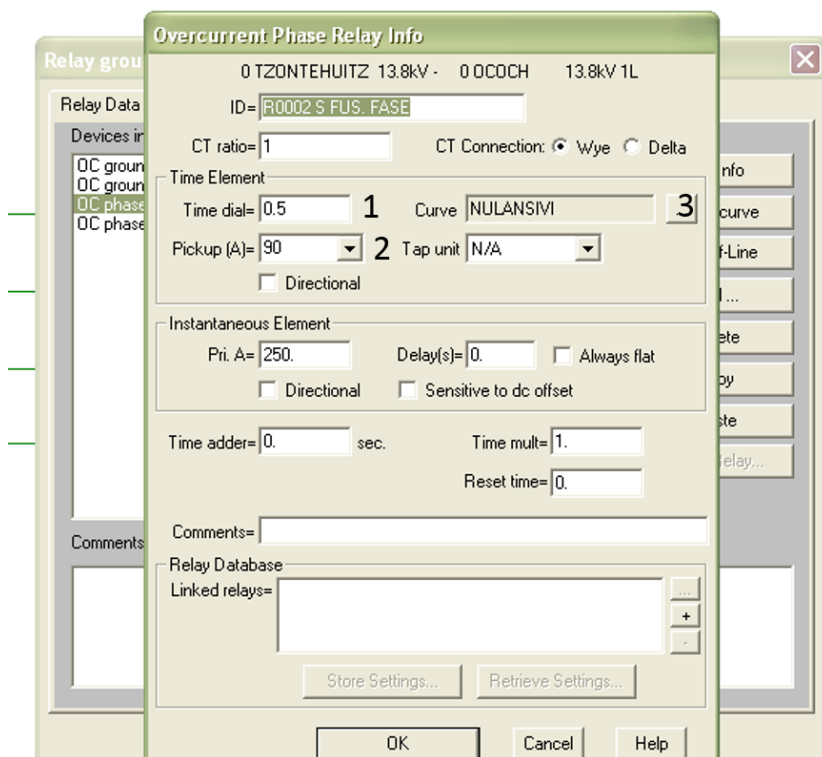 Overcurrent Phase Relay Info
Relay grou
0 TZONTEHUITZ 13.8kV - 0 OCOCH 13.8kV 1L
Relay Data
ID= R0002 S FUS. FASE
Devices in
CT ratio= 1 CT Connection: Wye Delta
OC groun
OC groun
OC phase
OC phase
Time Element
Time dial= 0.5 1 Curve NULANSIVI 3
Pickup (A)= 90 2 Tap unit N/A
Directional
Instantaneous Element
Pri. A= 250. Delay(s)= 0. Always flat
Directional Sensitive to dc offset
Time adder= 0. sec. Time mult= 1.
Reset time= 0.
Comments=
Comments
Relay Database
Linked relays=
...
+
-
Store Settings... Retrieve Settings...
OK Cancel Help
nfo
curve
f-Line
...
ete
py
ste
elay...